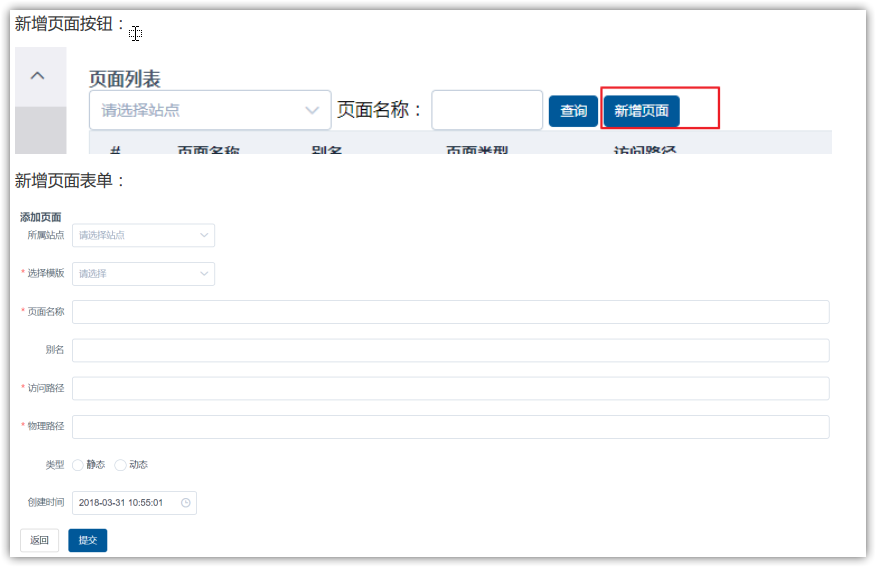 新增页面按钮：
页面列表
请选择站点 页面名称： 查询 新增页面
# 页面名称 别名 页面类型 访问路径
新增页面表单：
添加页面
所属站点 请选择站点
* 选择模版 请选择
* 页面名称
别名
* 访问路径
* 物理路径
类型 静态 动态
创建时间 2018-03-31 10:55:01
返回 提交